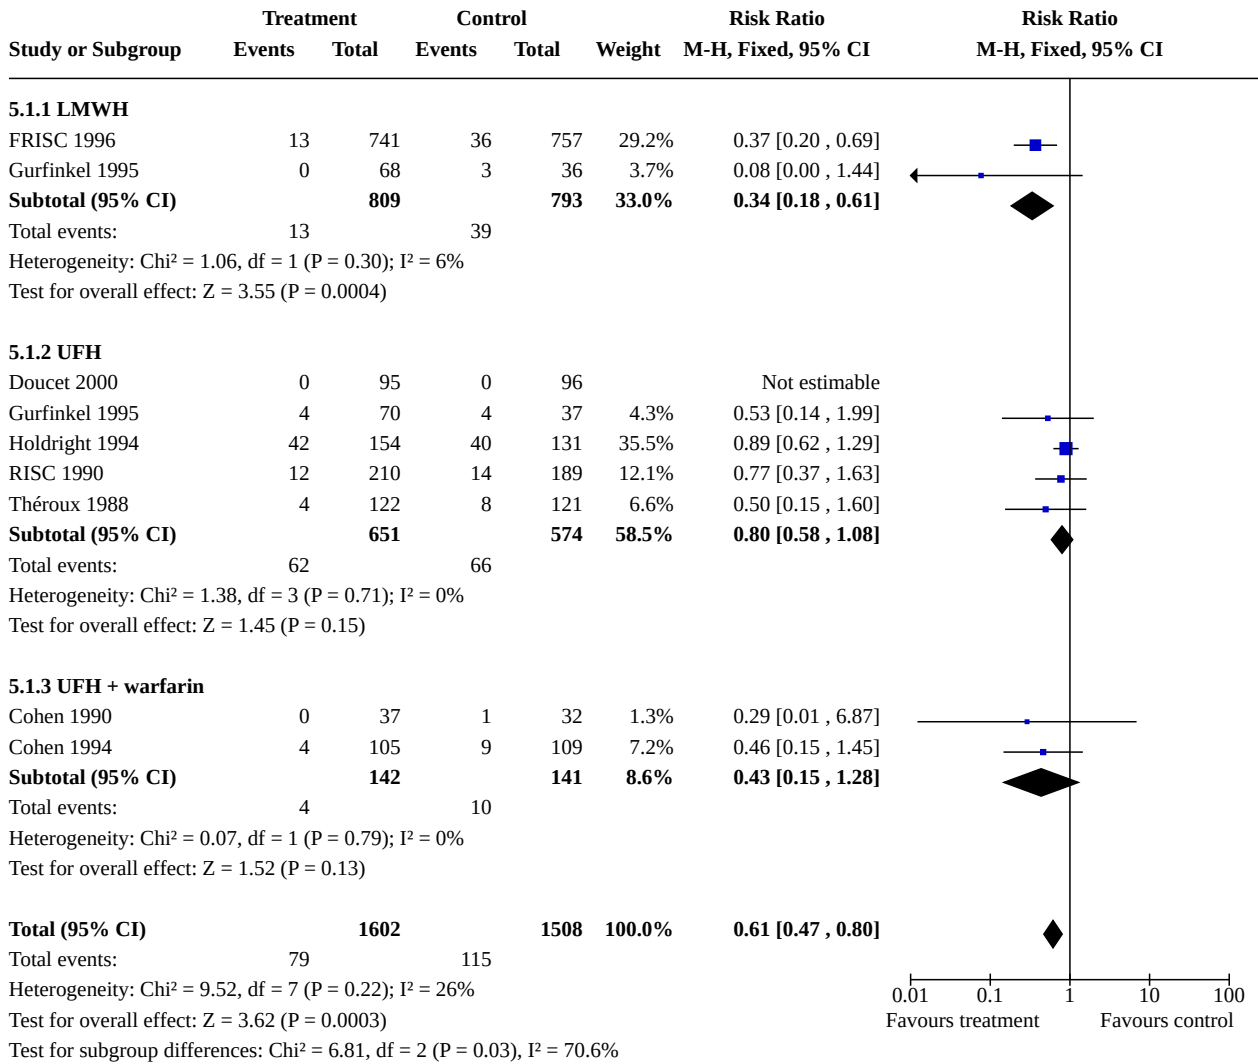 Treatment Control Risk Ratio Risk Ratio
Study or Subgroup Events Total Events Total Weight M-H, Fixed, 95% CI M-H, Fixed, 95% CI
5.1.1 LMWH
FRISC 1996 13 741 36 757 29.2% 0.37 [0.20 , 0.69]
Gurfinkel 1995 0 68 3 36 3.7% 0.08 [0.00 , 1.44]
Subtotal (95% CI) 809 793 33.0% 0.34 [0.18 , 0.61]
Total events: 13 39
Heterogeneity: Chi² = 1.06, df = 1 (P = 0.30); I² = 6%
Test for overall effect: Z = 3.55 (P = 0.0004)
5.1.2 UFH
Doucet 2000 0 95 0 96 Not estimable
Gurfinkel 1995 4 70 4 37 4.3% 0.53 [0.14 , 1.99]
Holdright 1994 42 154 40 131 35.5% 0.89 [0.62 , 1.29]
RISC 1990 12 210 14 189 12.1% 0.77 [0.37 , 1.63]
Théroux 1988 4 122 8 121 6.6% 0.50 [0.15 , 1.60]
Subtotal (95% CI) 651 574 58.5% 0.80 [0.58 , 1.08]
Total events: 62 66
Heterogeneity: Chi² = 1.38, df = 3 (P = 0.71); I² = 0%
Test for overall effect: Z = 1.45 (P = 0.15)
5.1.3 UFH + warfarin
Cohen 1990 0 37 1 32 1.3% 0.29 [0.01 , 6.87]
Cohen 1994 4 105 9 109 7.2% 0.46 [0.15 , 1.45]
Subtotal (95% CI) 142 141 8.6% 0.43 [0.15 , 1.28]
Total events: 4 10
Heterogeneity: Chi² = 0.07, df = 1 (P = 0.79); I² = 0%
Test for overall effect: Z = 1.52 (P = 0.13)
Total (95% CI) 1602 1508 100.0% 0.61 [0.47 , 0.80]
Total events: 79 115
Heterogeneity: Chi² = 9.52, df = 7 (P = 0.22); I² = 26%
0.01 0.1 1 10 100
Test for overall effect: Z = 3.62 (P = 0.0003)
Favours treatment Favours control
Test for subgroup differences: Chi² = 6.81, df = 2 (P = 0.03), I² = 70.6%